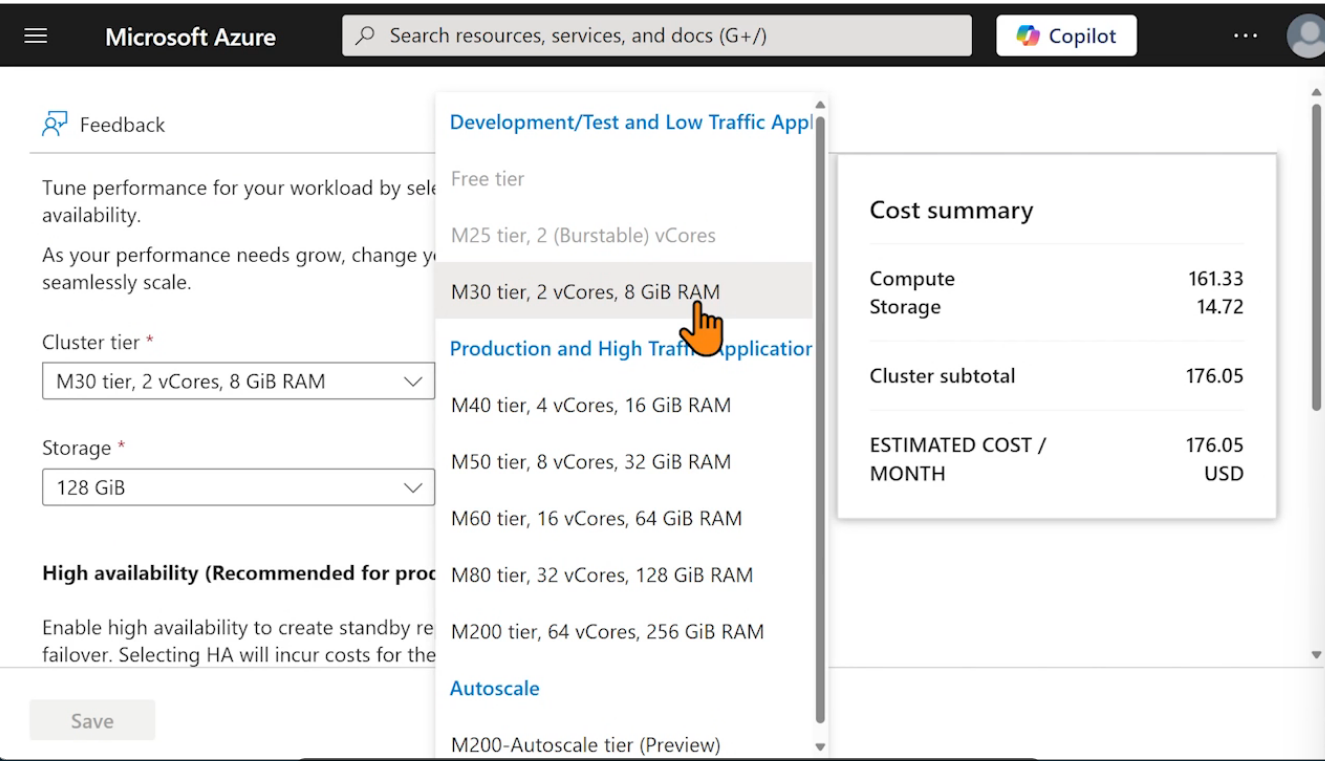 Microsoft Azure
Search resources, services, and docs (G+/)
Copilot
Feedback
Tune performance for your workload by sele
availability.
As your performance needs grow, change y
seamlessly scale.
Cluster tier *
M30 tier, 2 vCores, 8 GiB RAM
Storage *
128 GiB
High availability (Recommended for prod
Enable high availability to create standby re
failover. Selecting HA will incur costs for the
Save
Development/Test and Low Traffic Appl
Free tier
M25 tier, 2 (Burstable) vCores
M30 tier, 2 vCores, 8 GiB RAM
Production and High Traffic Application
M40 tier, 4 vCores, 16 GiB RAM
M50 tier, 8 vCores, 32 GiB RAM
M60 tier, 16 vCores, 64 GiB RAM
M80 tier, 32 vCores, 128 GiB RAM
M200 tier, 64 vCores, 256 GiB RAM
Autoscale
M200-Autoscale tier (Preview)
Cost summary
Compute 161.33
Storage 14.72
Cluster subtotal 176.05
ESTIMATED COST / 176.05
MONTH USD